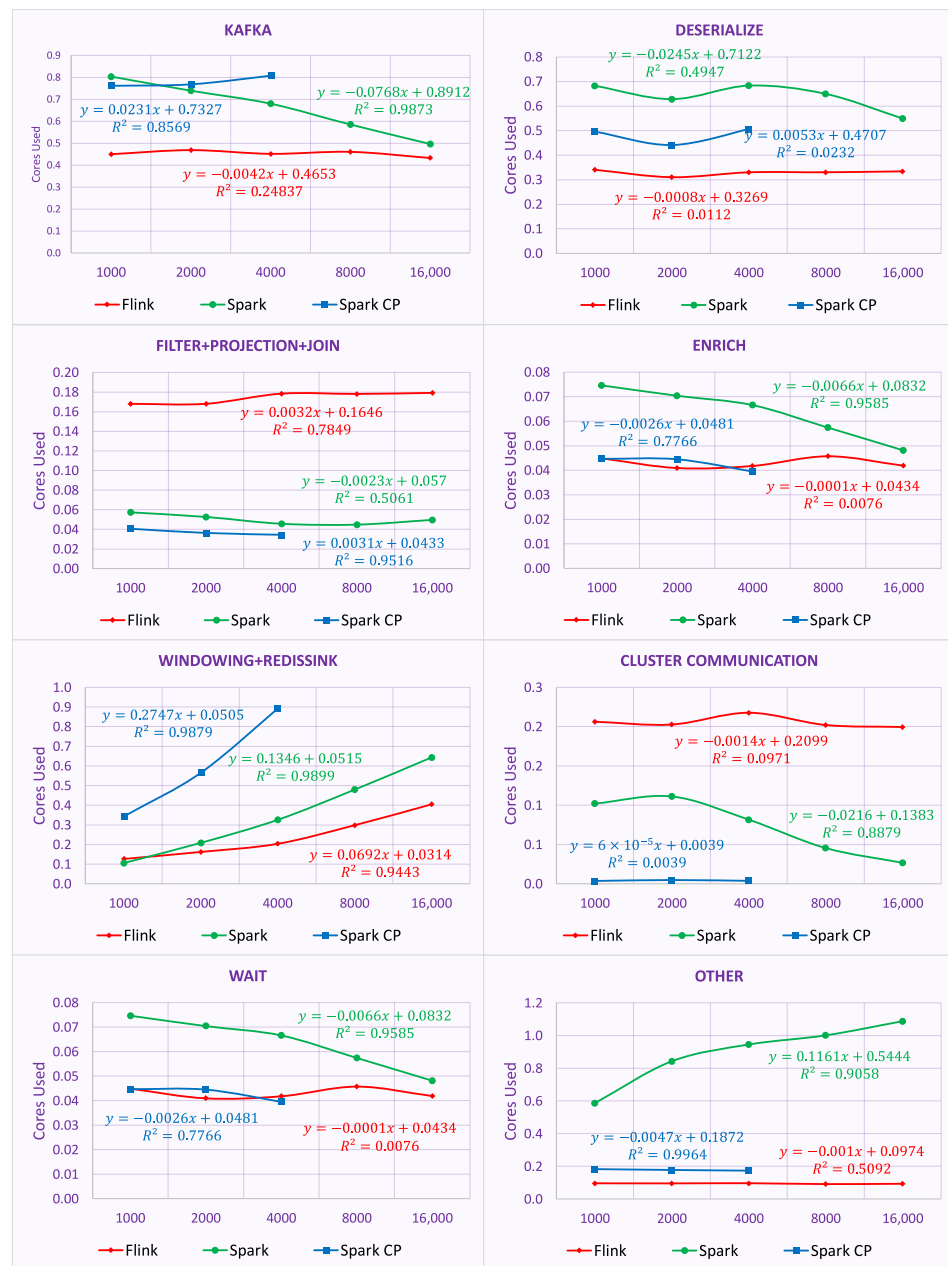 KAFKA
Cores Used
0.9
0.8
0.7
0.6
0.5
0.4
0.3
0.2
0.1
0.0
y = −0.0768x + 0.8912
R² = 0.9873
y = 0.0231x + 0.7327
R² = 0.8569
y = −0.0042x + 0.4653
R² = 0.24837
1000 2000 4000 8000 16,000
Flink Spark Spark CP
DESERIALIZE
Cores Used
0.8
0.7
0.6
0.5
0.4
0.3
0.2
0.1
0.0
y = −0.0245x + 0.7122
R² = 0.4947
y = 0.0053x + 0.4707
R² = 0.0232
y = −0.0008x + 0.3269
R² = 0.0112
1000 2000 4000 8000 16,000
Flink Spark Spark CP
FILTER+PROJECTION+JOIN
Cores Used
0.20
0.18
0.16
0.14
0.12
0.10
0.08
0.06
0.04
0.02
0.00
y = 0.0032x + 0.1646
R² = 0.7849
y = −0.0023x + 0.057
R² = 0.5061
y = 0.0031x + 0.0433
R² = 0.9516
1000 2000 4000 8000 16,000
Flink Spark Spark CP
ENRICH
Cores Used
0.08
0.07
0.06
0.05
0.04
0.03
0.02
0.01
0.00
y = −0.0066x + 0.0832
R² = 0.9585
y = −0.0026x + 0.0481
R² = 0.7766
y = −0.0001x + 0.0434
R² = 0.0076
1000 2000 4000 8000 16,000
Flink Spark Spark CP
WINDOWING+REDISSINK
Cores Used
1.0
0.9
0.8
0.7
0.6
0.5
0.4
0.3
0.2
0.1
0.0
y = 0.2747x + 0.0505
R² = 0.9879
y = 0.1346x + 0.0515
R² = 0.9899
y = 0.0692x + 0.0314
R² = 0.9443
1000 2000 4000 8000 16,000
Flink Spark Spark CP
CLUSTER COMMUNICATION
Cores Used
0.3
0.2
0.2
0.1
0.1
0.0
y = −0.0014x + 0.2099
R² = 0.0971
y = −0.0216x + 0.1383
R² = 0.8879
y = 6 × 10⁻⁵x + 0.0039
R² = 0.0039
1000 2000 4000 8000 16,000
Flink Spark Spark CP
WAIT
Cores Used
0.08
0.07
0.06
0.05
0.04
0.03
0.02
0.01
0.00
y = −0.0066x + 0.0832
R² = 0.9585
y = −0.0026x + 0.0481
R² = 0.7766
y = −0.0001x + 0.0434
R² = 0.0076
1000 2000 4000 8000 16,000
Flink Spark Spark CP
OTHER
Cores Used
1.2
1.0
0.8
0.6
0.4
0.2
0.0
y = 0.1161x + 0.5444
R² = 0.9058
y = −0.0047x + 0.1872
R² = 0.9964
y = −0.001x + 0.0974
R² = 0.5092
1000 2000 4000 8000 16,000
Flink Spark Spark CP